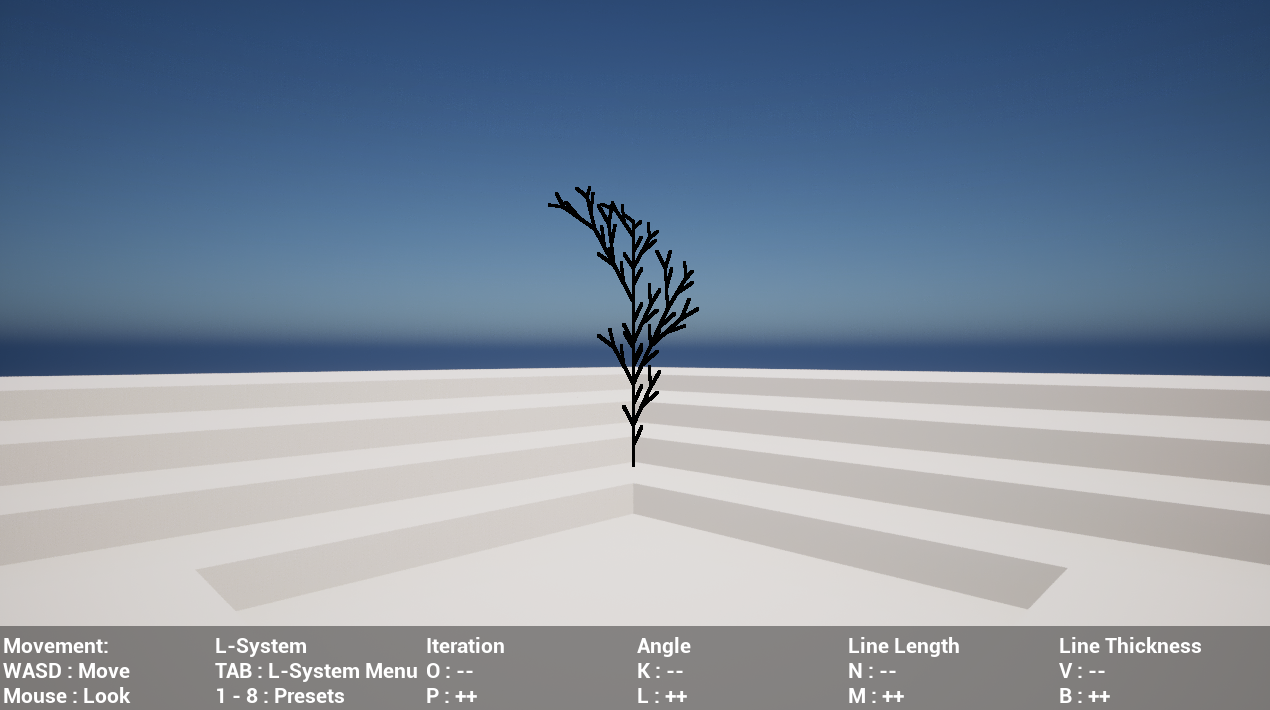 Movement:
WASD : Move
Mouse : Look
L-System
TAB : L-System Menu
1 - 8 : Presets
Iteration
O : --
P : ++
Angle
K : --
L : ++
Line Length
N : --
M : ++
Line Thickness
V : --
B : ++